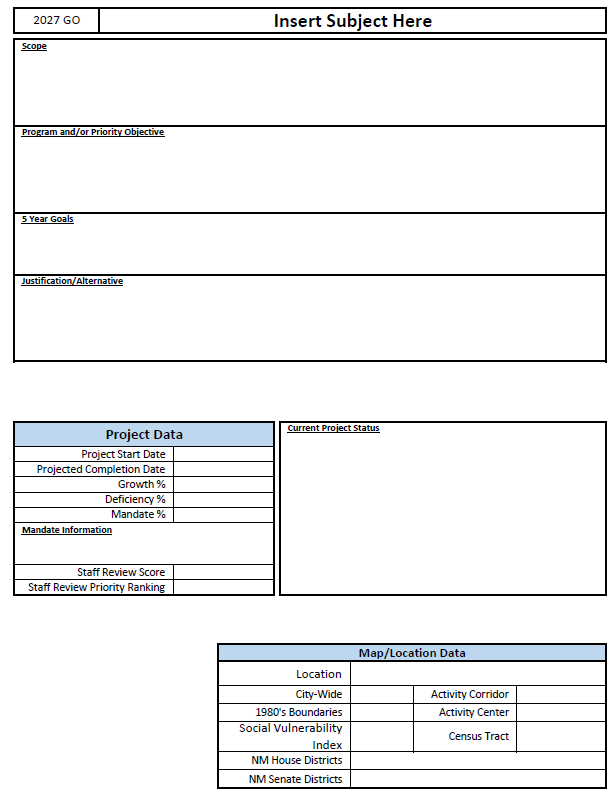 2027 GO
Insert Subject Here
Scope
Program and/or Priority Objective
5 Year Goals
Justification/Alternative
Project Data
Project Start Date
Projected Completion Date
Growth %
Deficiency %
Mandate %
Mandate Information
Staff Review Score
Staff Review Priority Ranking
Current Project Status
Map/Location Data
Location
City-Wide
Activity Corridor
1980's Boundaries
Activity Center
Social Vulnerability
Index
Census Tract
NM House Districts
NM Senate Districts